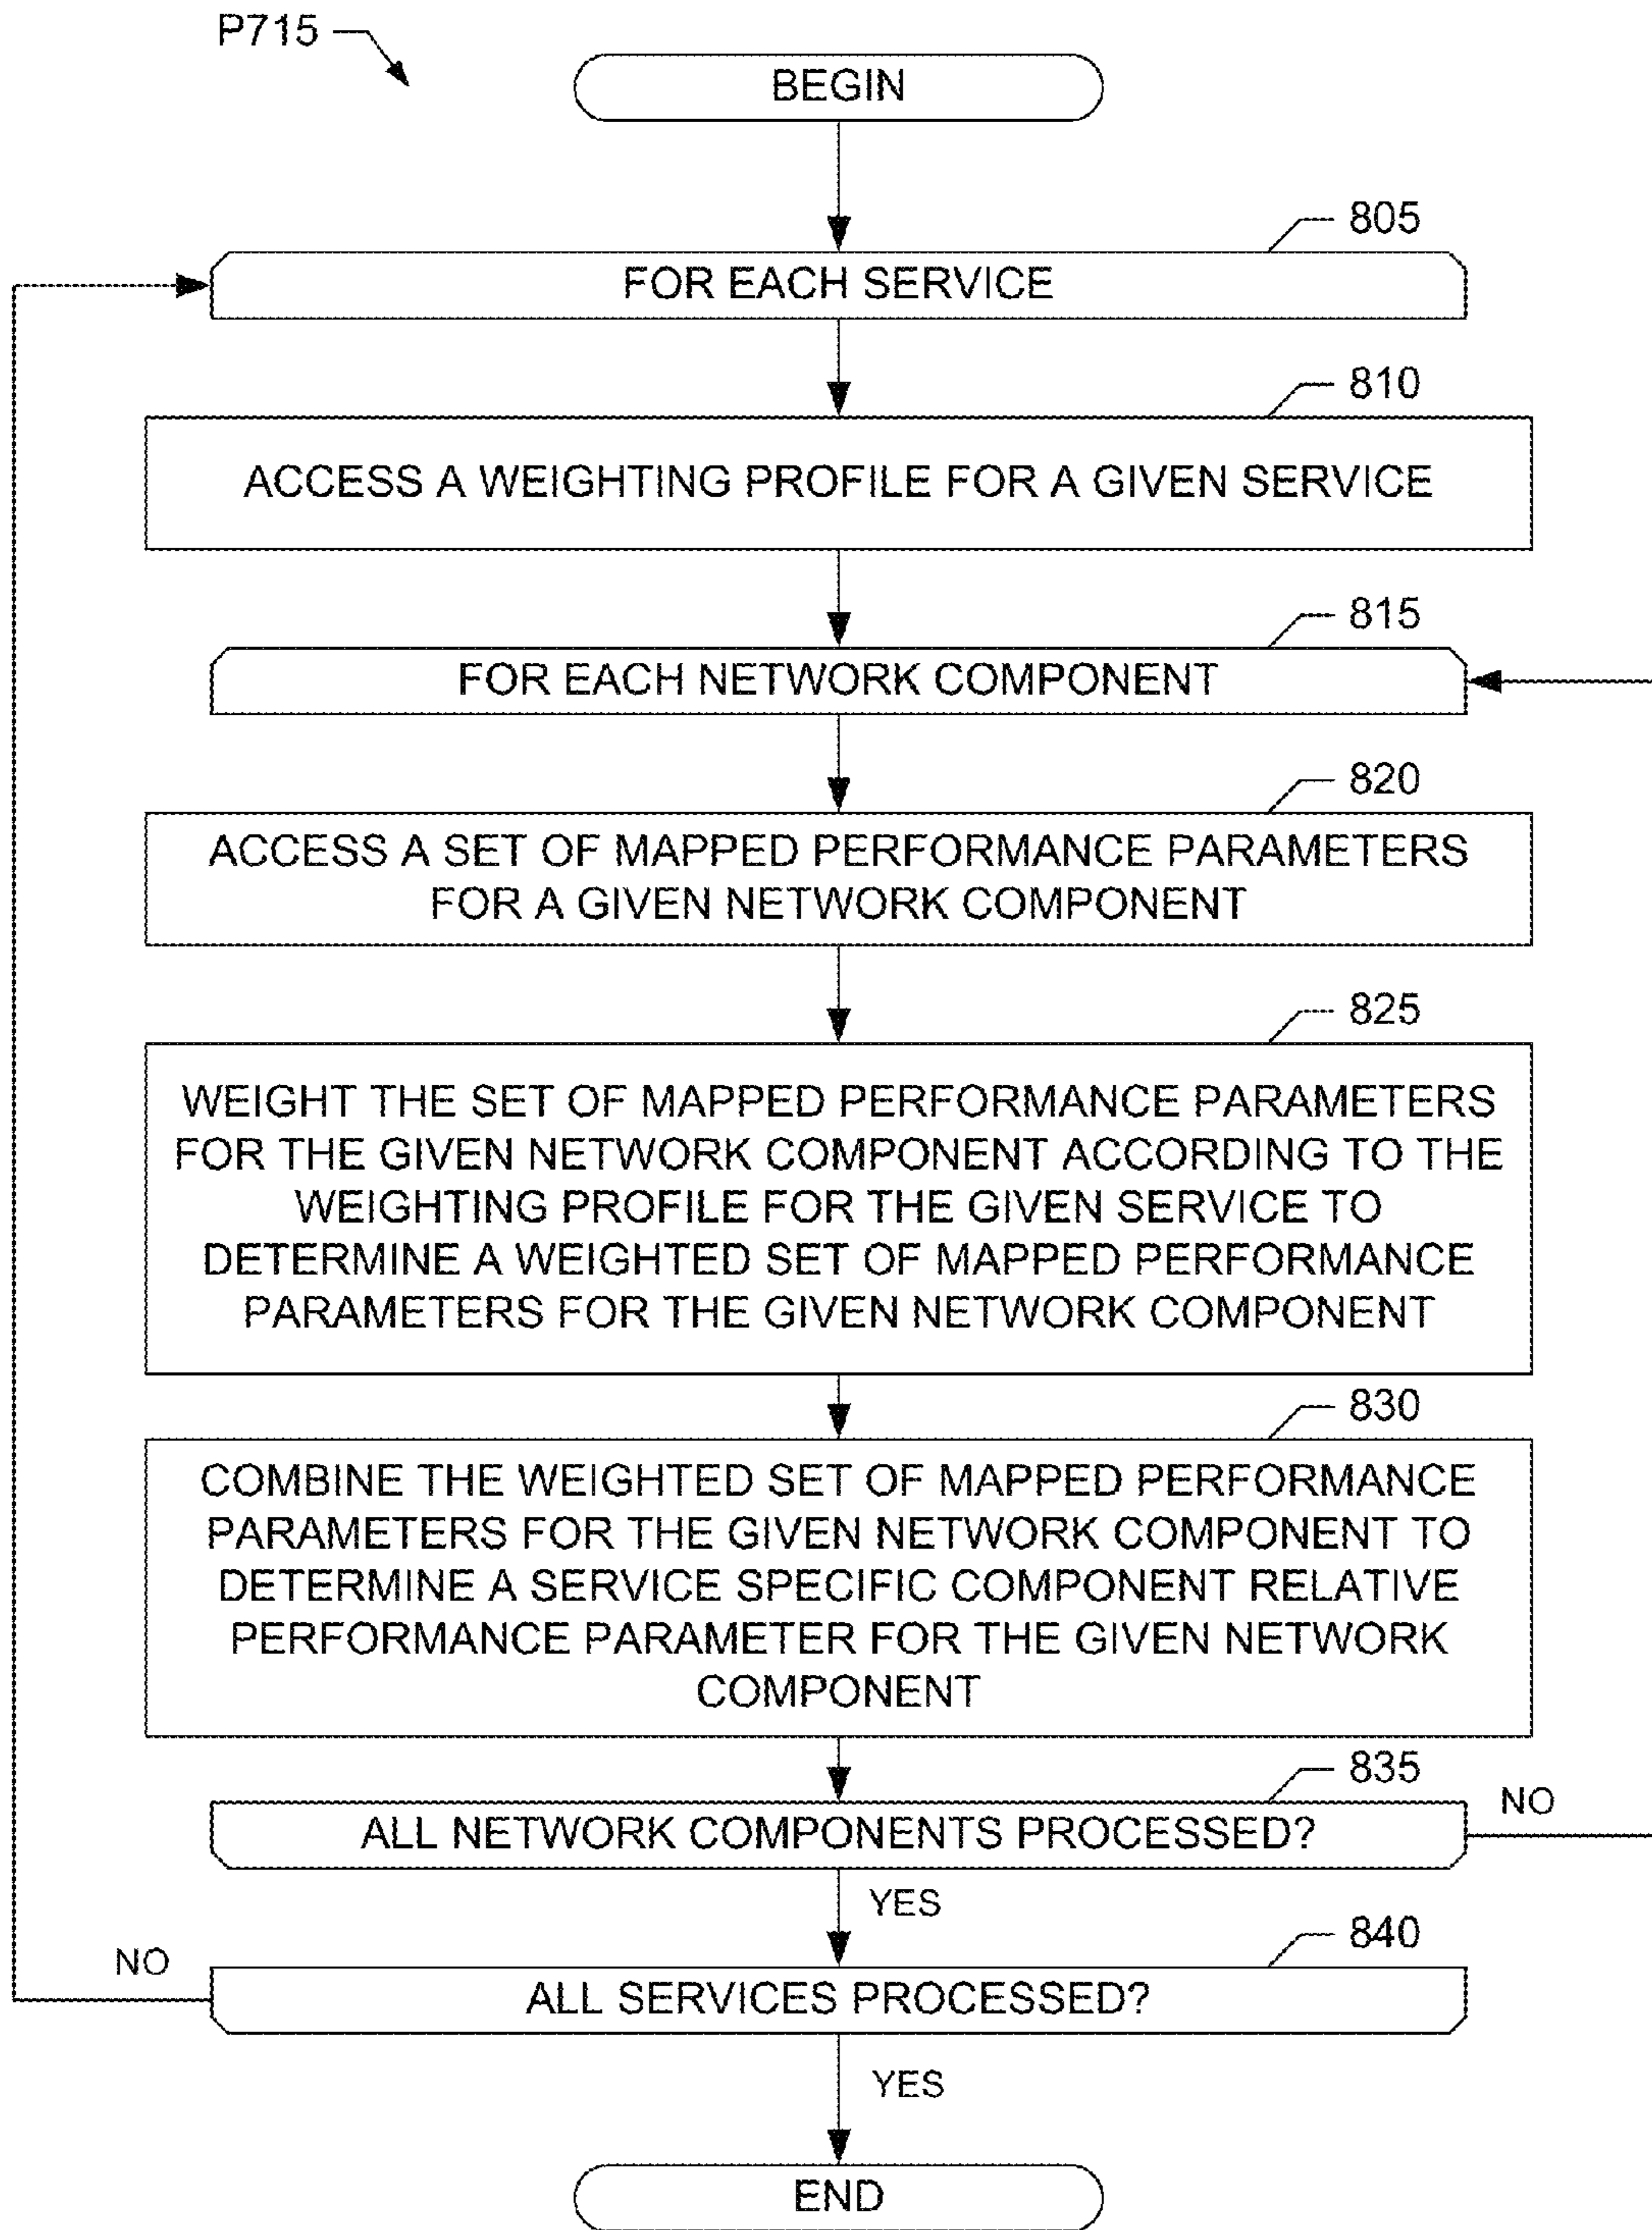 P715
BEGIN
805
FOR EACH SERVICE
810
ACCESS A WEIGHTING PROFILE FOR A GIVEN SERVICE
815
FOR EACH NETWORK COMPONENT
820
ACCESS A SET OF MAPPED PERFORMANCE PARAMETERS
FOR A GIVEN NETWORK COMPONENT
825
WEIGHT THE SET OF MAPPED PERFORMANCE PARAMETERS
FOR THE GIVEN NETWORK COMPONENT ACCORDING TO THE
WEIGHTING PROFILE FOR THE GIVEN SERVICE TO
DETERMINE A WEIGHTED SET OF MAPPED PERFORMANCE
PARAMETERS FOR THE GIVEN NETWORK COMPONENT
830
COMBINE THE WEIGHTED SET OF MAPPED PERFORMANCE
PARAMETERS FOR THE GIVEN NETWORK COMPONENT TO
DETERMINE A SERVICE SPECIFIC COMPONENT RELATIVE
PERFORMANCE PARAMETER FOR THE GIVEN NETWORK
COMPONENT
835
ALL NETWORK COMPONENTS PROCESSED?
NO
YES
840
NO
ALL SERVICES PROCESSED?
YES
END